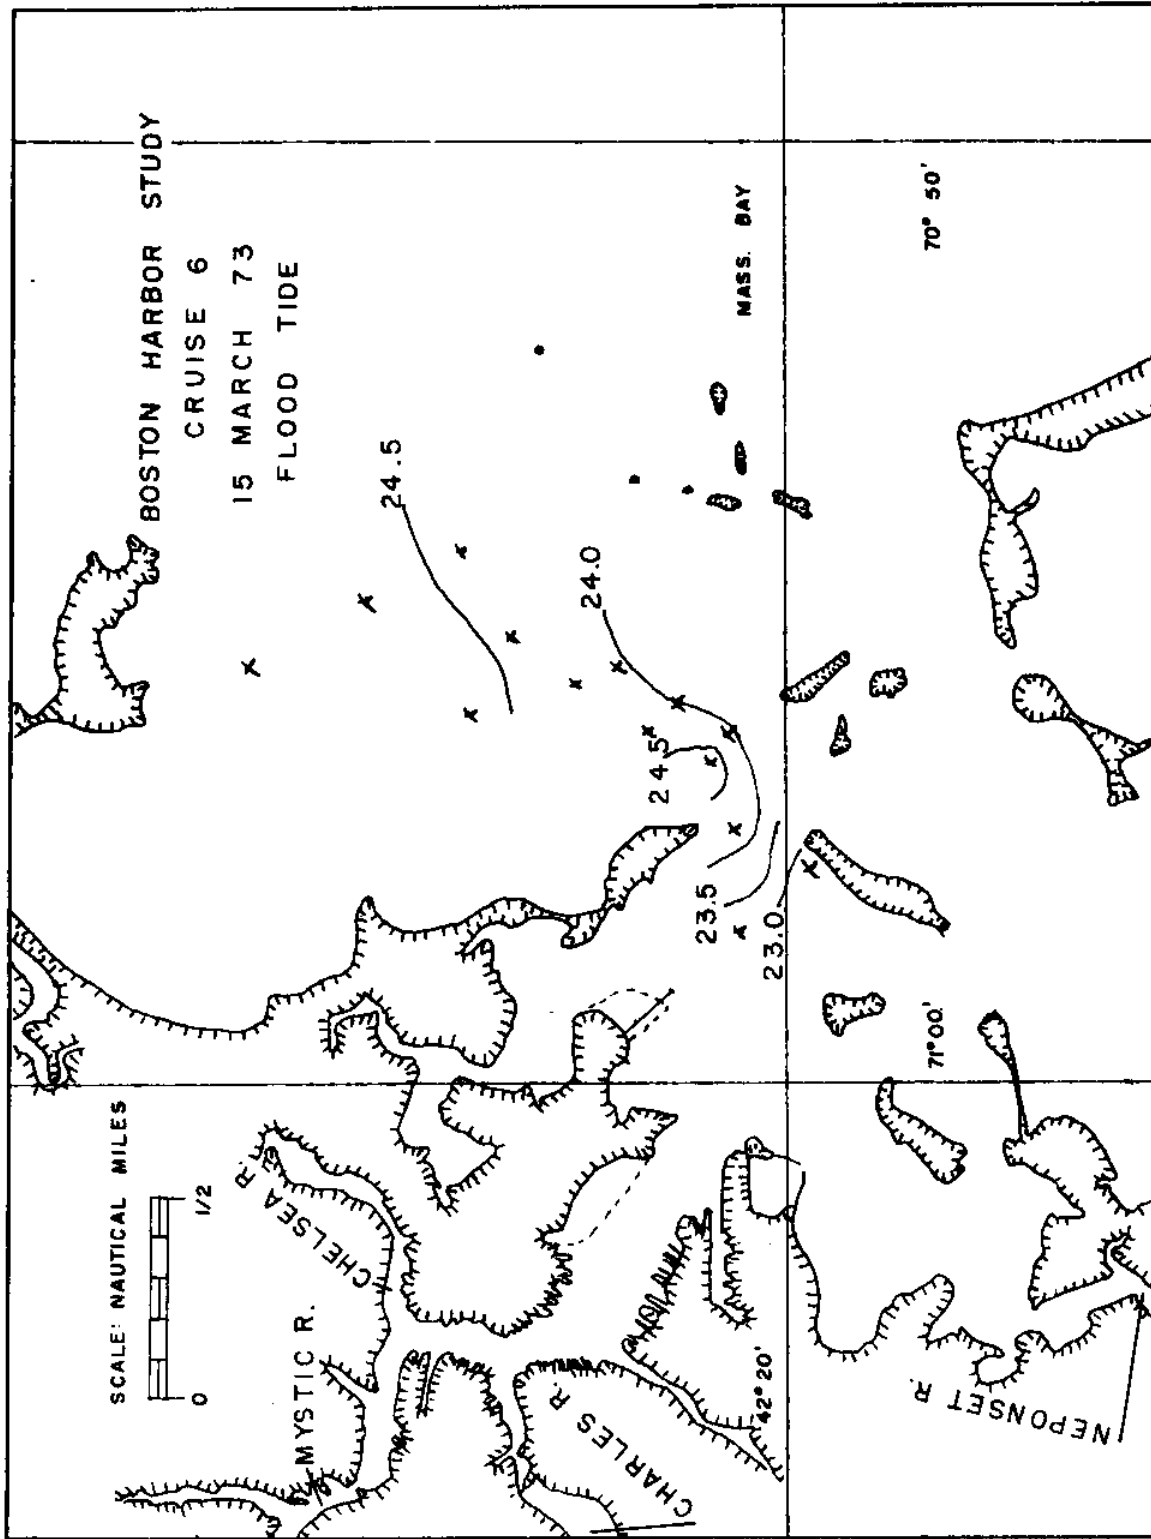 BOSTON HARBOR STUDY
CRUISE 6
15 MARCH 73
FLOOD TIDE
SCALE: NAUTICAL MILES
0 1/2
MYSTIC R.
CHELSEA R.
CHARLES R.
NEPONSET R.
24.5
24.0
24.5
23.5
23.0
MASS. BAY
42° 20'
71° 00'
70° 50'